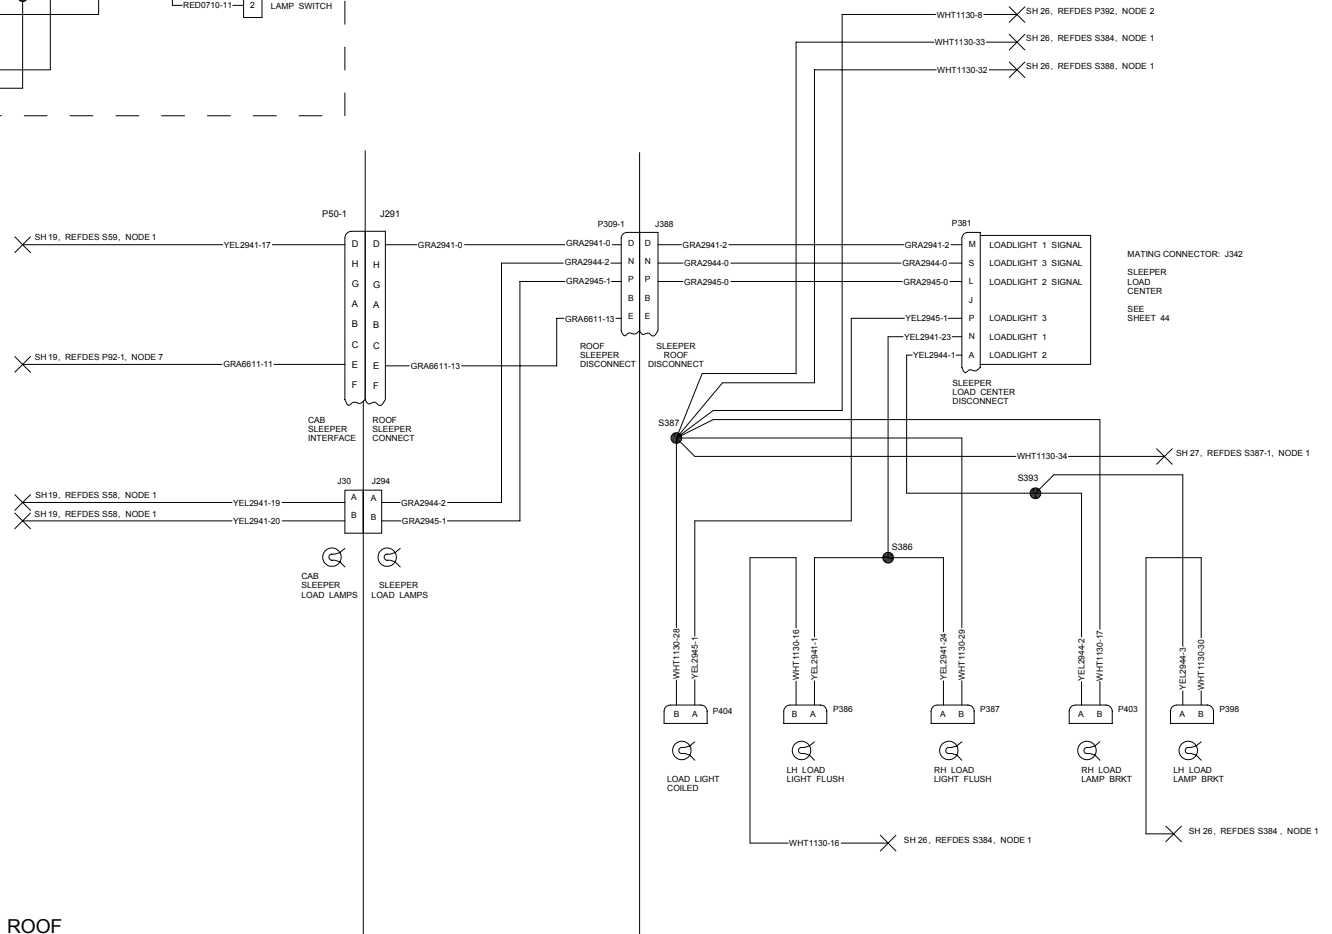 RED0710-11
2
LAMP SWITCH
WHT1130-8
SH 26, REFDES P392, NODE 2
WHT1130-33
SH 26, REFDES S384, NODE 1
WHT1130-32
SH 26, REFDES S388, NODE 1
P50-1
J291
P309-1
J388
P381
SH 19, REFDES S59, NODE 1
YEL2941-17
D
D
GRA2941-0
GRA2941-0
D
D
GRA2941-2
GRA2941-2
M
LOADLIGHT 1 SIGNAL
H
H
GRA2944-2
N
N
GRA2944-0
GRA2944-0
S
LOADLIGHT 3 SIGNAL
G
G
GRA2945-1
P
P
GRA2945-0
GRA2945-0
L
LOADLIGHT 2 SIGNAL
A
A
B
B
J
B
B
GRA6611-13
E
E
YEL2945-1
P
LOADLIGHT 3
C
C
YEL2941-23
N
LOADLIGHT 1
SH 19, REFDES P92-1, NODE 7
GRA6611-11
E
E
GRA6611-13
YEL2944-1
A
LOADLIGHT 2
F
F
MATING CONNECTOR: J342
SLEEPER
LOAD
CENTER
SEE
SHEET 44
ROOF
SLEEPER
DISCONNECT
SLEEPER
ROOF
DISCONNECT
SLEEPER
LOAD CENTER
DISCONNECT
CAB
SLEEPER
INTERFACE
ROOF
SLEEPER
CONNECT
S387
WHT1130-34
SH 27, REFDES S387-1, NODE 1
S393
J30
J294
SH19, REFDES S58, NODE 1
YEL2941-19
A
A
GRA2944-2
SH 19, REFDES S58, NODE 1
YEL2941-20
B
B
GRA2945-1
S386
CAB
SLEEPER
LOAD LAMPS
SLEEPER
LOAD LAMPS
WHT1130-28
YEL2945-1
WHT1130-16
YEL2941-1
YEL2941-24
WHT1130-29
YEL2944-2
WHT1130-17
YEL2944-3
WHT1130-30
B A
P404
B A
P386
A B
P387
A B
P403
A B
P398
LOAD LIGHT
COILED
LH LOAD
LIGHT FLUSH
RH LOAD
LIGHT FLUSH
RH LOAD
LAMP BRKT
LH LOAD
LAMP BRKT
WHT1130-16
SH 26, REFDES S384, NODE 1
SH 26, REFDES S384 , NODE 1
ROOF